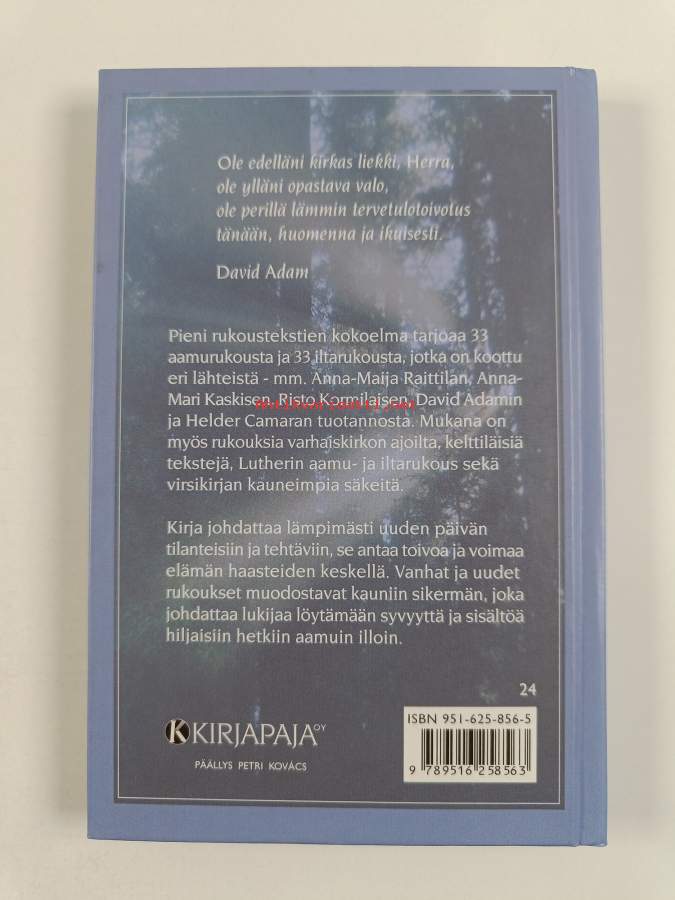 Ole edelläni kirkas liekki, Herra,
ole ylläni opastava valo,
ole perillä lämmin tervetulotoivotus
tänään, huomenna ja ikuisesti.
David Adam
Pieni rukoustekstien kokoelma tarjoaa 33
aamurukousta ja 33 iltarukousta, jotka on koottu
eri lähteistä - mm. Anna-Maija Raittilan, Anna-
Mari Kaskisen, Risto Kormilaisen, David Adamin
ja Helder Camaran tuotannosta. Mukana on
myös rukouksia varhaiskirkon ajoilta, kelttiläisiä
tekstejä, Lutherin aamu- ja iltarukous sekä
virsikirjan kauneimpia säkeitä.
Kirja johdattaa lämpimästi uuden päivän
tilanteisiin ja tehtäviin, se antaa toivoa ja voimaa
elämän haasteiden keskellä. Vanhat ja uudet
rukoukset muodostavat kauniin sikermän, joka
johdattaa lukijaa löytämään syvyyttä ja sisältöä
hiljaisiin hetkiin aamuin illoin.
24
ISBN 951-625-856-5
KIRJAPAJA OY
PÄÄLLYS PETRI KOVÁCS
9 789516 258563